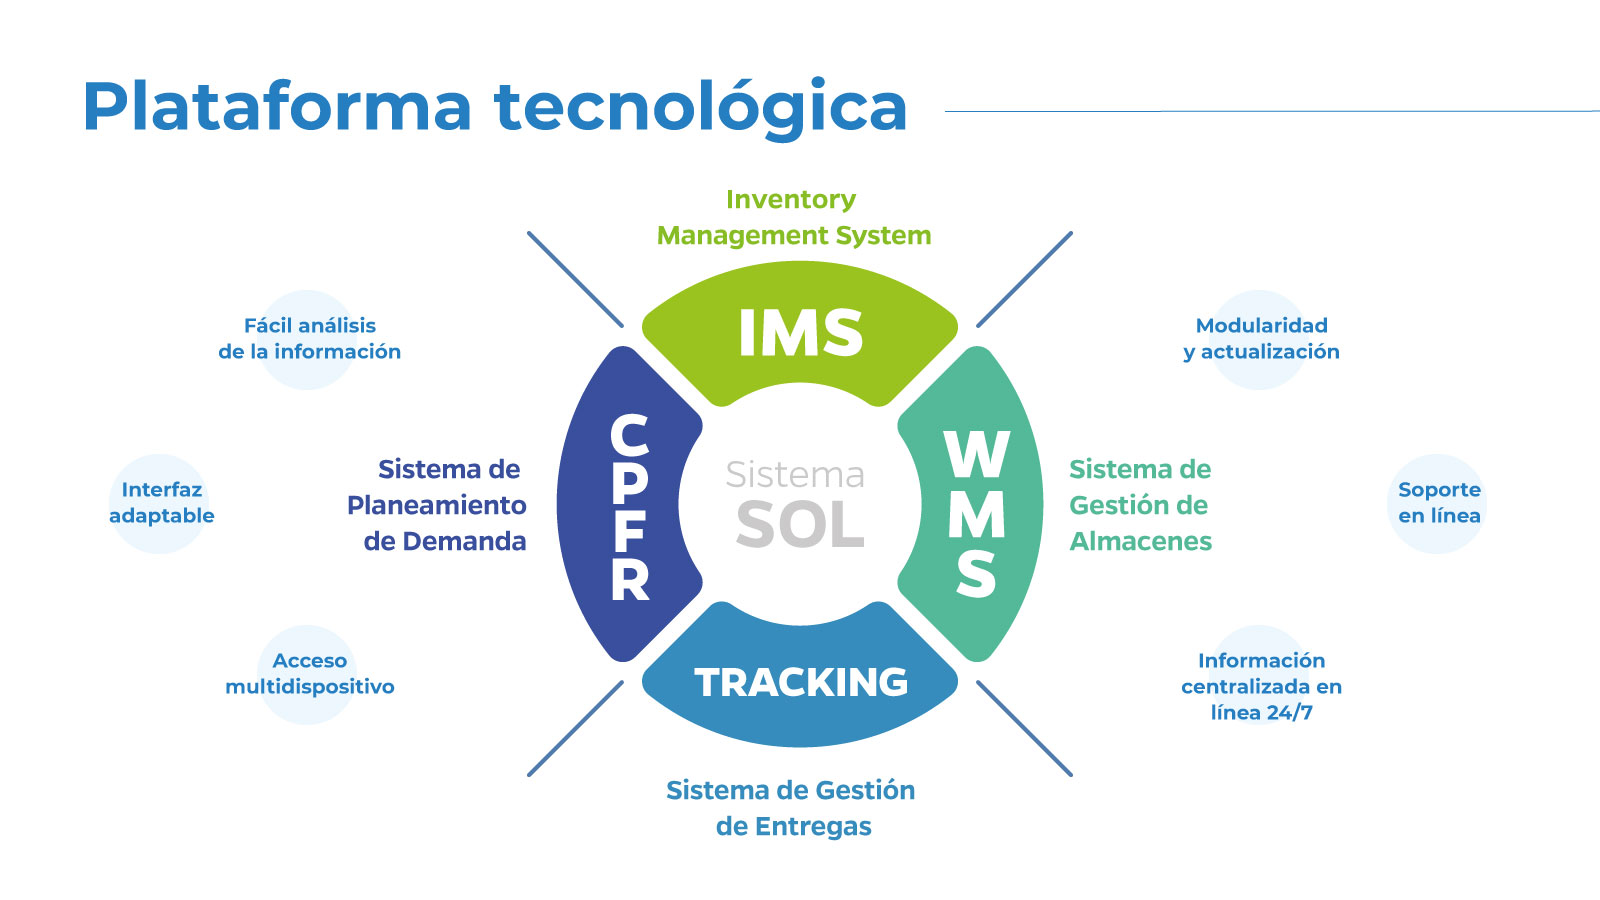 Plataforma tecnológica
Inventory
Management System
IMS
Fácil análisis
de la información
Interfaz
adaptable
Acceso
multidispositivo
Sistema de
Planeamiento
de Demanda
C
P
F
R
Sistema
SOL
W
M
S
Sistema de
Gestión de
Almacenes
Modularidad
y actualización
Soporte
en línea
Información
centralizada en
línea 24/7
TRACKING
Sistema de Gestión
de Entregas